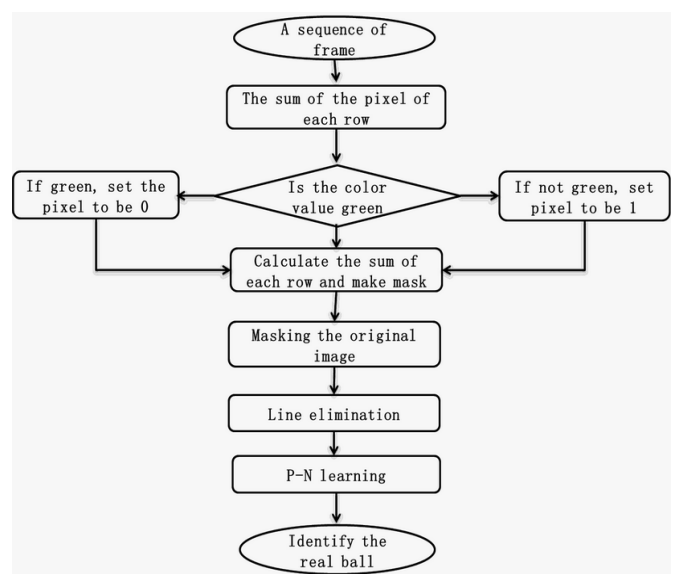 A sequence of
frame
The sum of the pixel of
each row
If green, set the
pixel to be 0
Is the color
value green
If not green, set
pixel to be 1
Calculate the sum of
each row and make mask
Masking the original
image
Line elimination
P-N learning
Identify the
real ball